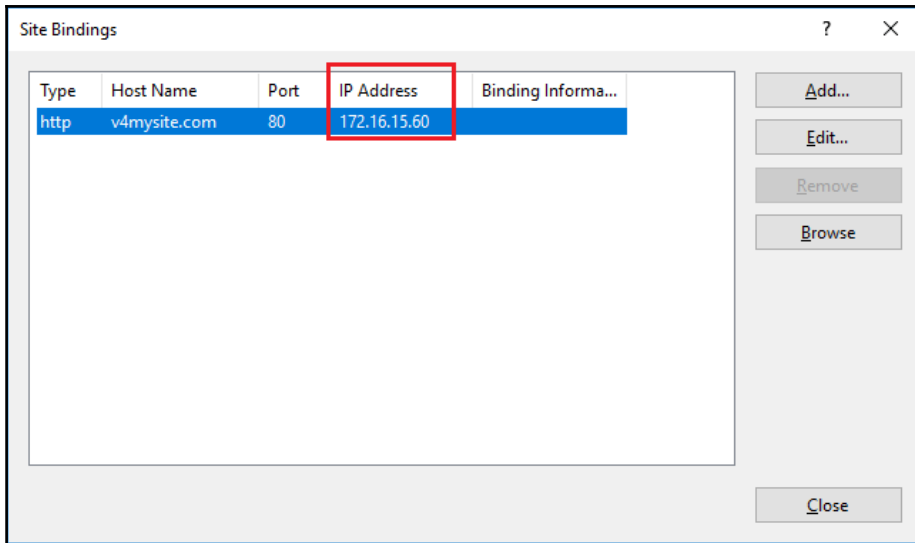 Site Bindings ? ×
Type Host Name Port IP Address Binding Informa...
http v4mysite.com 80 172.16.15.60
Add...
Edit...
Remove
Browse
Close